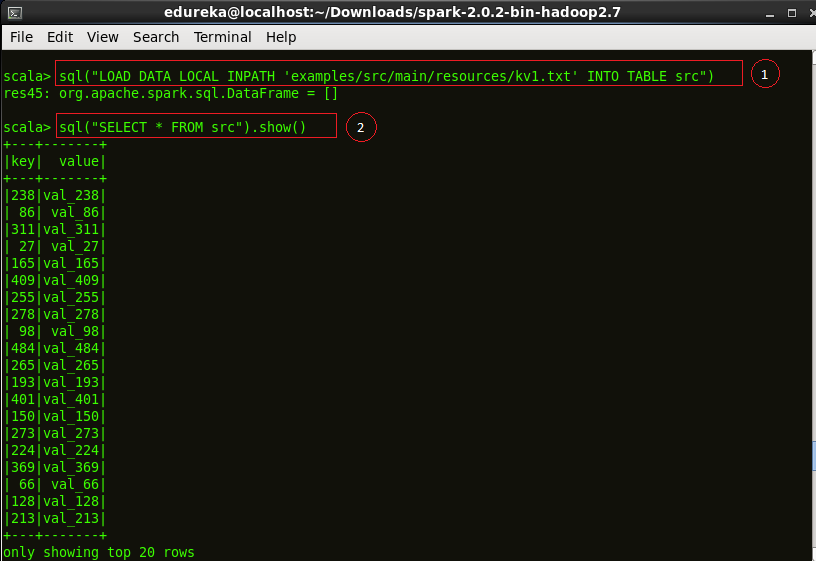 edureka@localhost:~/Downloads/spark-2.0.2-bin-hadoop2.7
File Edit View Search Terminal Help
scala> sql("LOAD DATA LOCAL INPATH 'examples/src/main/resources/kv1.txt' INTO TABLE src") 1
res45: org.apache.spark.sql.DataFrame = []
scala> sql("SELECT * FROM src").show() 2
+---+-------+
|key|  value|
+---+-------+
|238|val_238|
| 86| val_86|
|311|val_311|
| 27| val_27|
|165|val_165|
|409|val_409|
|255|val_255|
|278|val_278|
| 98| val_98|
|484|val_484|
|265|val_265|
|193|val_193|
|401|val_401|
|150|val_150|
|273|val_273|
|224|val_224|
|369|val_369|
| 66| val_66|
|128|val_128|
|213|val_213|
+---+-------+
only showing top 20 rows